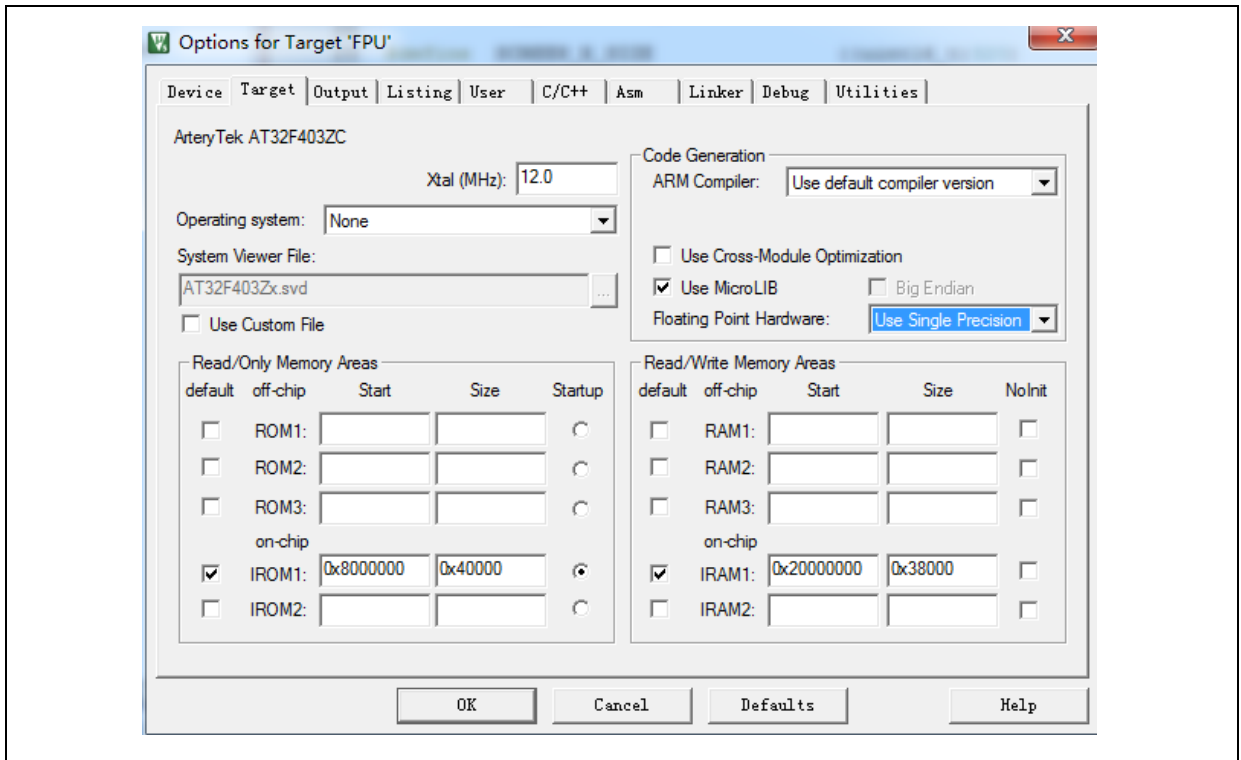 Options for Target 'FPU'
Device Target Output Listing User C/C++ Asm Linker Debug Utilities
ArteryTek AT32F403ZC
Xtal (MHz): 12.0
Operating system: None
System Viewer File:
AT32F403Zx.svd ...
Use Custom File
Code Generation
ARM Compiler: Use default compiler version
Use Cross-Module Optimization
Use MicroLIB Big Endian
Floating Point Hardware: Use Single Precision
Read/Only Memory Areas
default off-chip Start Size Startup
ROM1:
ROM2:
ROM3:
on-chip
IROM1: 0x8000000 0x40000
IROM2:
Read/Write Memory Areas
default off-chip Start Size NoInit
RAM1:
RAM2:
RAM3:
on-chip
IRAM1: 0x20000000 0x38000
IRAM2:
OK Cancel Defaults Help